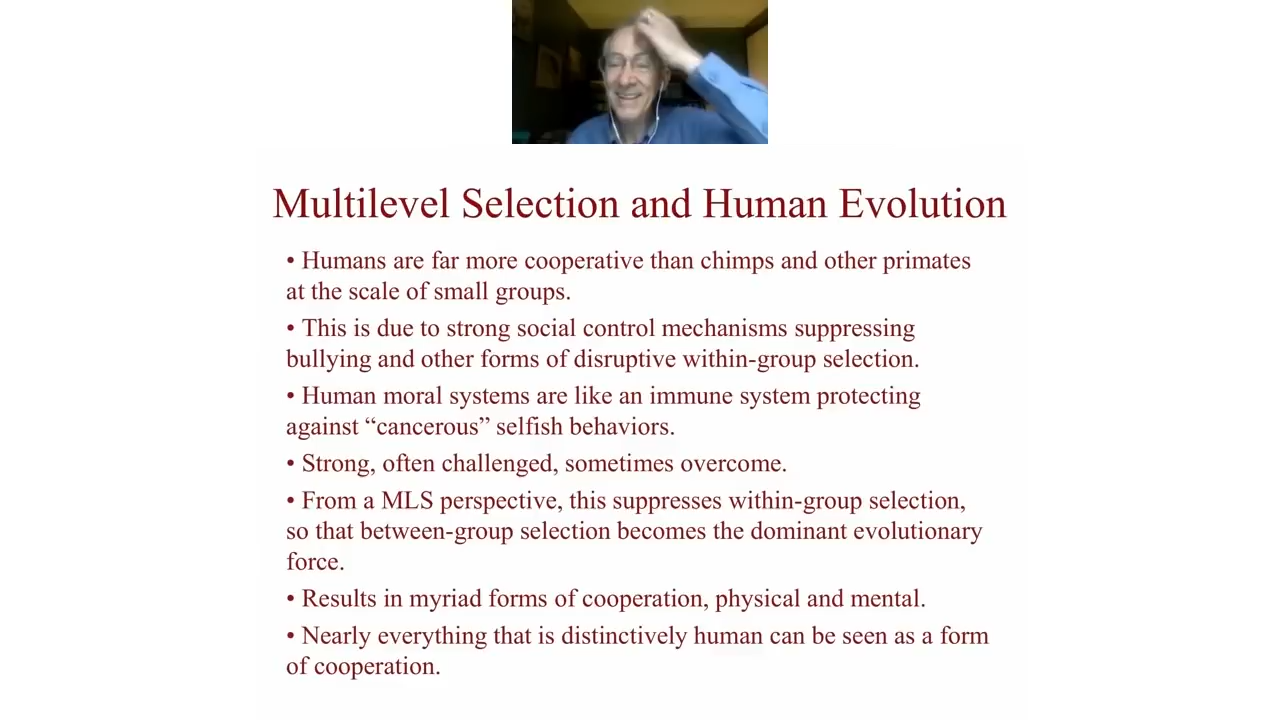 Multilevel Selection and Human Evolution
• Humans are far more cooperative than chimps and other primates
at the scale of small groups.
• This is due to strong social control mechanisms suppressing
bullying and other forms of disruptive within-group selection.
• Human moral systems are like an immune system protecting
against “cancerous” selfish behaviors.
• Strong, often challenged, sometimes overcome.
• From a MLS perspective, this suppresses within-group selection,
so that between-group selection becomes the dominant evolutionary
force.
• Results in myriad forms of cooperation, physical and mental.
• Nearly everything that is distinctively human can be seen as a form
of cooperation.